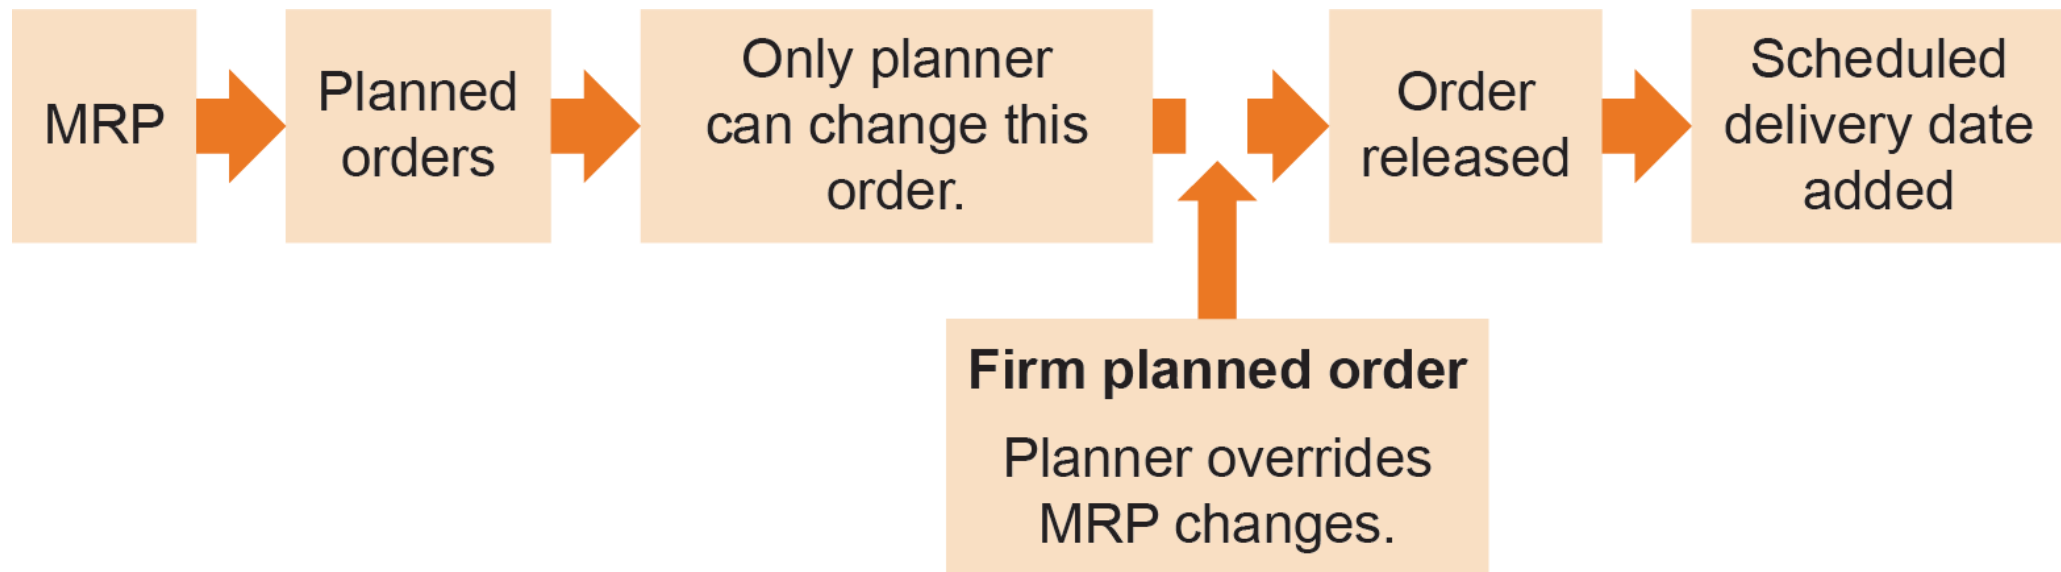 MRP
Planned
orders
Only planner
can change this
order.
Order
released
Scheduled
delivery date
added
Firm planned order
Planner overrides
MRP changes.